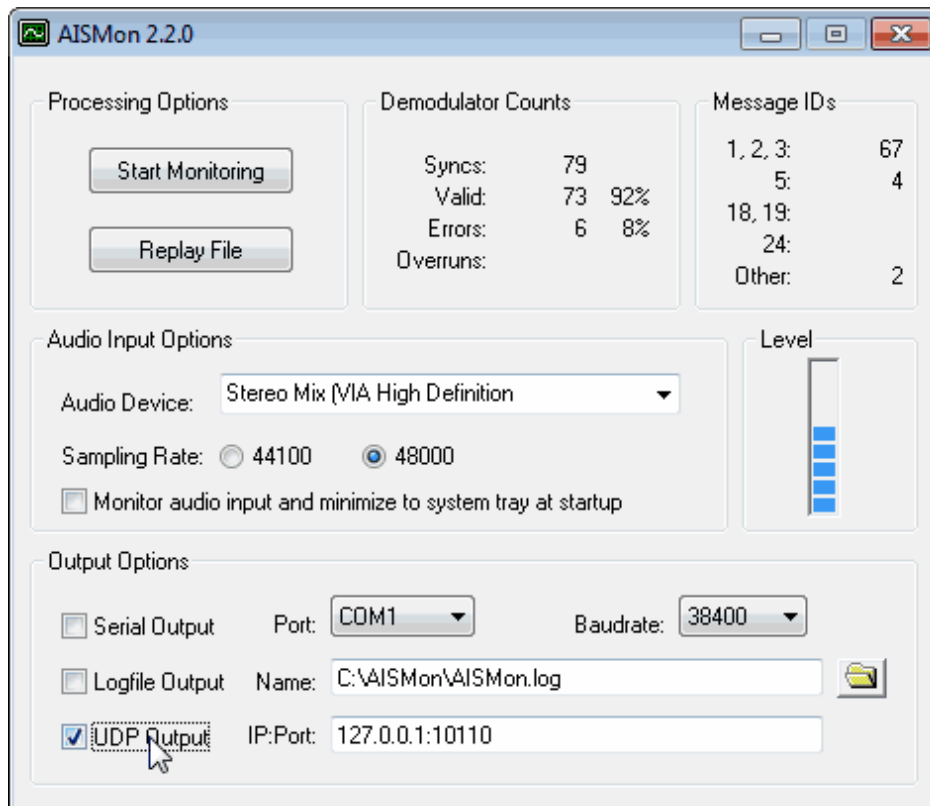 AISMon 2.2.0
Processing Options
Start Monitoring
Replay File
Demodulator Counts
Syncs: 79
Valid: 73 92%
Errors: 6 8%
Overruns:
Message IDs
1, 2, 3: 67
5: 4
18, 19:
24:
Other: 2
Audio Input Options
Audio Device: Stereo Mix (VIA High Definition
Sampling Rate: 44100 48000
Monitor audio input and minimize to system tray at startup
Level
Output Options
Serial Output Port: COM1 Baudrate: 38400
Logfile Output Name: C:\AISMon\AISMon.log
UDP Output IP:Port: 127.0.0.1:10110